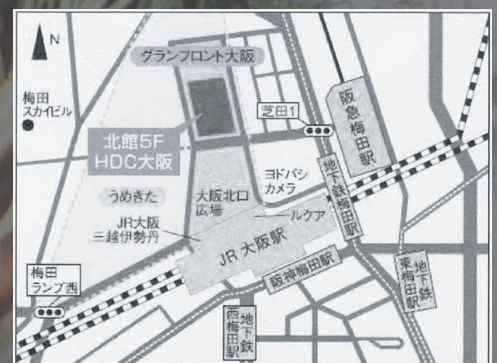 N
グランフロント大阪
梅田
スカイビル
芝田1
阪急梅田駅
北館5F
HDC大阪
地下鉄梅田駅
うめきた
大阪北口
広場
ヨドバシ
カメラ
ルクア
JR大阪
三越伊勢丹
JR大阪駅
梅田
ランプ西
阪神梅田駅
地下鉄
東梅田駅
地下鉄
西梅田駅